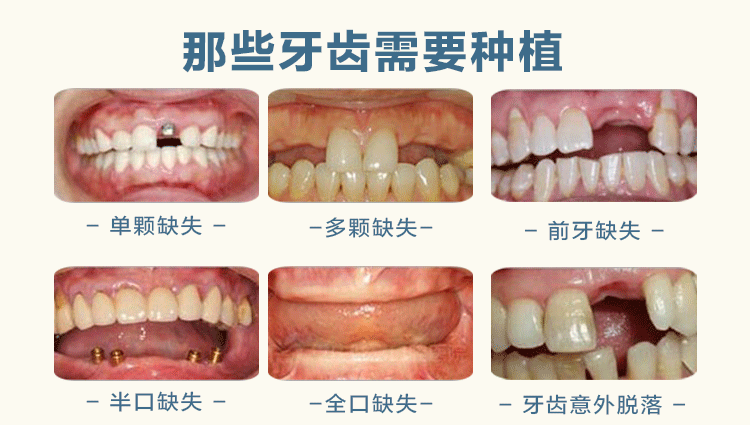 那些牙齿需要种植
– 单颗缺失 –
–多颗缺失–
– 前牙缺失 –
– 半口缺失 –
–全口缺失–
– 牙齿意外脱落 –